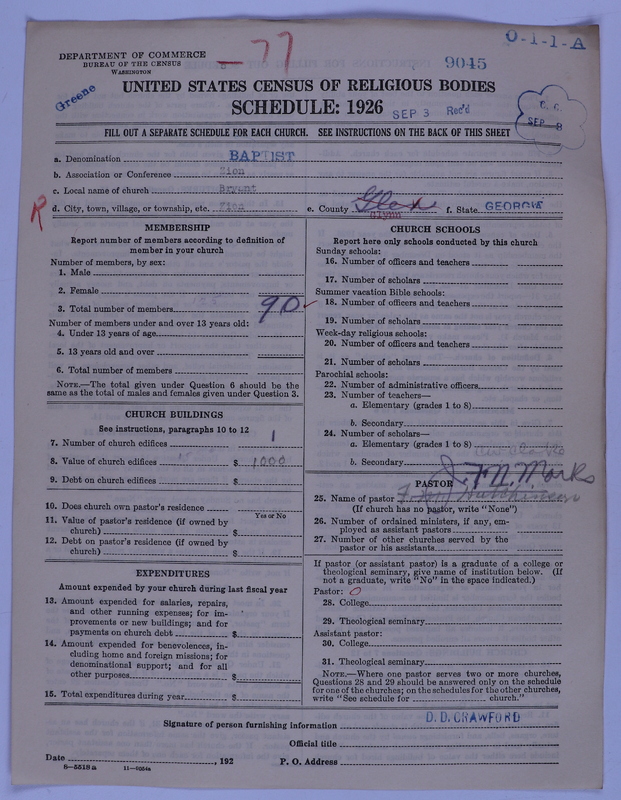 O-1-1-A
-77
9045
DEPARTMENT OF COMMERCE
BUREAU OF THE CENSUS
WASHINGTON
Greene
UNITED STATES CENSUS OF RELIGIOUS BODIES
SCHEDULE: 1926
SEP 3 Rec'd
SEP 8
FILL OUT A SEPARATE SCHEDULE FOR EACH CHURCH. SEE INSTRUCTIONS ON THE BACK OF THIS SHEET
a. Denomination BAPTIST
b. Association or Conference Zion
c. Local name of church Bryant
R d. City, town, village, or township, etc. e. County Glynn f. State GEORGIA
MEMBERSHIP
Report number of members according to definition of
member in your church
Number of members, by sex:
1. Male
2. Female
3. Total number of members 90
Number of members under and over 13 years old:
4. Under 13 years of age
5. 13 years old and over
6. Total number of members
NOTE.—The total given under Question 6 should be the
same as the total of males and females given under Question 3.
CHURCH BUILDINGS
See instructions, paragraphs 10 to 12
7. Number of church edifices 1
8. Value of church edifices $ 1000
9. Debt on church edifices $
10. Does church own pastor's residence
Yes or No
11. Value of pastor's residence (if owned by
church) $
12. Debt on pastor's residence (if owned by
church) $
EXPENDITURES
Amount expended by your church during last fiscal year
13. Amount expended for salaries, repairs,
and other running expenses; for im-
provements or new buildings; and for
payments on church debt $
14. Amount expended for benevolences, in-
cluding home and foreign missions; for
denominational support; and for all
other purposes $
15. Total expenditures during year $
CHURCH SCHOOLS
Report here only schools conducted by this church
Sunday schools:
16. Number of officers and teachers
17. Number of scholars
Summer vacation Bible schools:
18. Number of officers and teachers
19. Number of scholars
Week-day religious schools:
20. Number of officers and teachers
21. Number of scholars
Parochial schools:
22. Number of administrative officers
23. Number of teachers—
a. Elementary (grades 1 to 8)
b. Secondary
24. Number of scholars—
a. Elementary (grades 1 to 8)
b. Secondary
PASTOR J. F. N. Marks
25. Name of pastor
(If church has no pastor, write "None")
26. Number of ordained ministers, if any, em-
ployed as assistant pastors
27. Number of other churches served by the
pastor or his assistants
If pastor (or assistant pastor) is a graduate of a college or
theological seminary, give name of institution below. (If
not a graduate, write "No" in the space indicated.)
Pastor: O
28. College
29. Theological seminary
Assistant pastor:
30. College
31. Theological seminary
NOTE.—Where one pastor serves two or more churches,
Questions 28 and 29 should be answered only on the schedule
for one of the churches; on the schedules for the other churches,
write "See schedule for church."
Signature of person furnishing information D. D. CRAWFORD
Official title
Date , 192 P. O. Address
8—5518a 11—9054a